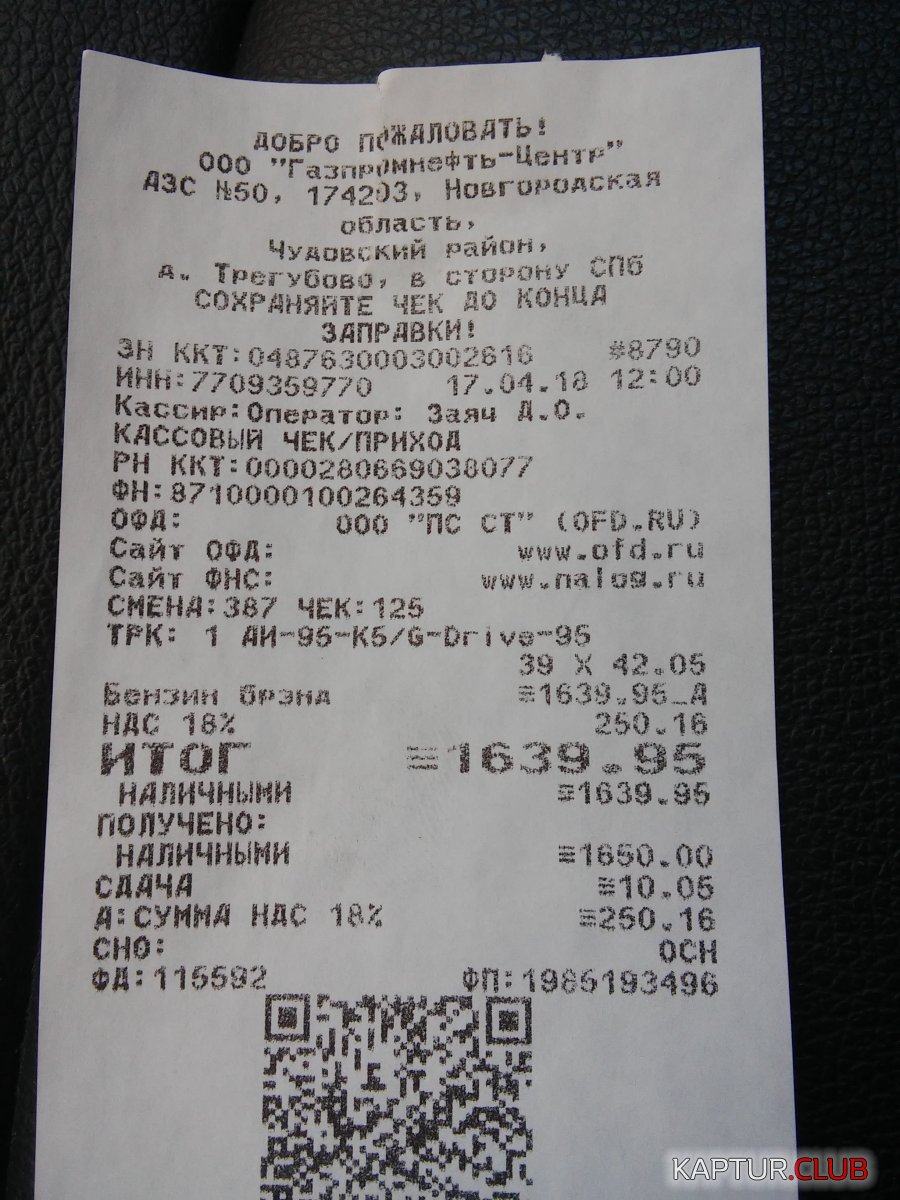 ДОБРО ПОЖАЛОВАТЬ!
ООО "Газпромнефть-Центр"
АЗС №50, 174203, Новгородская
область,
Чудовский район,
д. Трегубово, в сторону СПб
СОХРАНЯЙТЕ ЧЕК ДО КОНЦА
ЗАПРАВКИ!
ЗН ККТ:0487630003002616 #8790
ИНН:7709359770 17.04.18 12:00
Кассир:Оператор: Заяч Д.О.
КАССОВЫЙ ЧЕК/ПРИХОД
РН ККТ:0000280669038077
ФН:8710000100264359
ОФД: ООО "ПС СТ" (OFD.RU)
Сайт ОФД: www.ofd.ru
Сайт ФНС: www.nalog.ru
СМЕНА:387 ЧЕК:125
ТРК: 1 АИ-95-К5/G-Drive-95
39 X 42.05
Бензин брэнд ≡1639.95_А
НДС 18% 250.16
ИТОГ ≡1639.95
НАЛИЧНЫМИ ≡1639.95
ПОЛУЧЕНО:
НАЛИЧНЫМИ ≡1650.00
СДАЧА ≡10.05
А:СУММА НДС 18% ≡250.16
СНО: ОСН
ФД:115592 ФП:1985193496
KAPTUR.CLUB